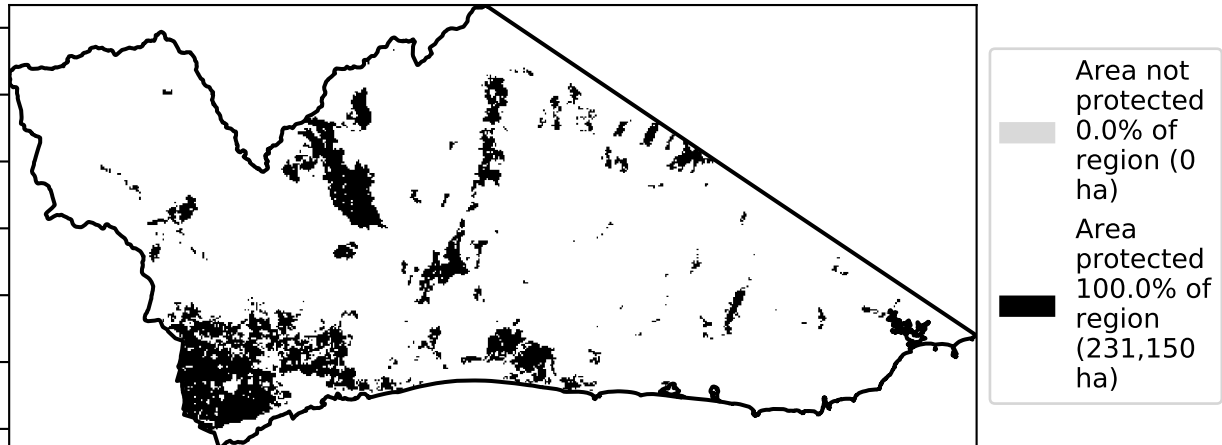 Area not
protected
0.0% of
region (0
ha)
Area
protected
100.0% of
region
(231,150
ha)